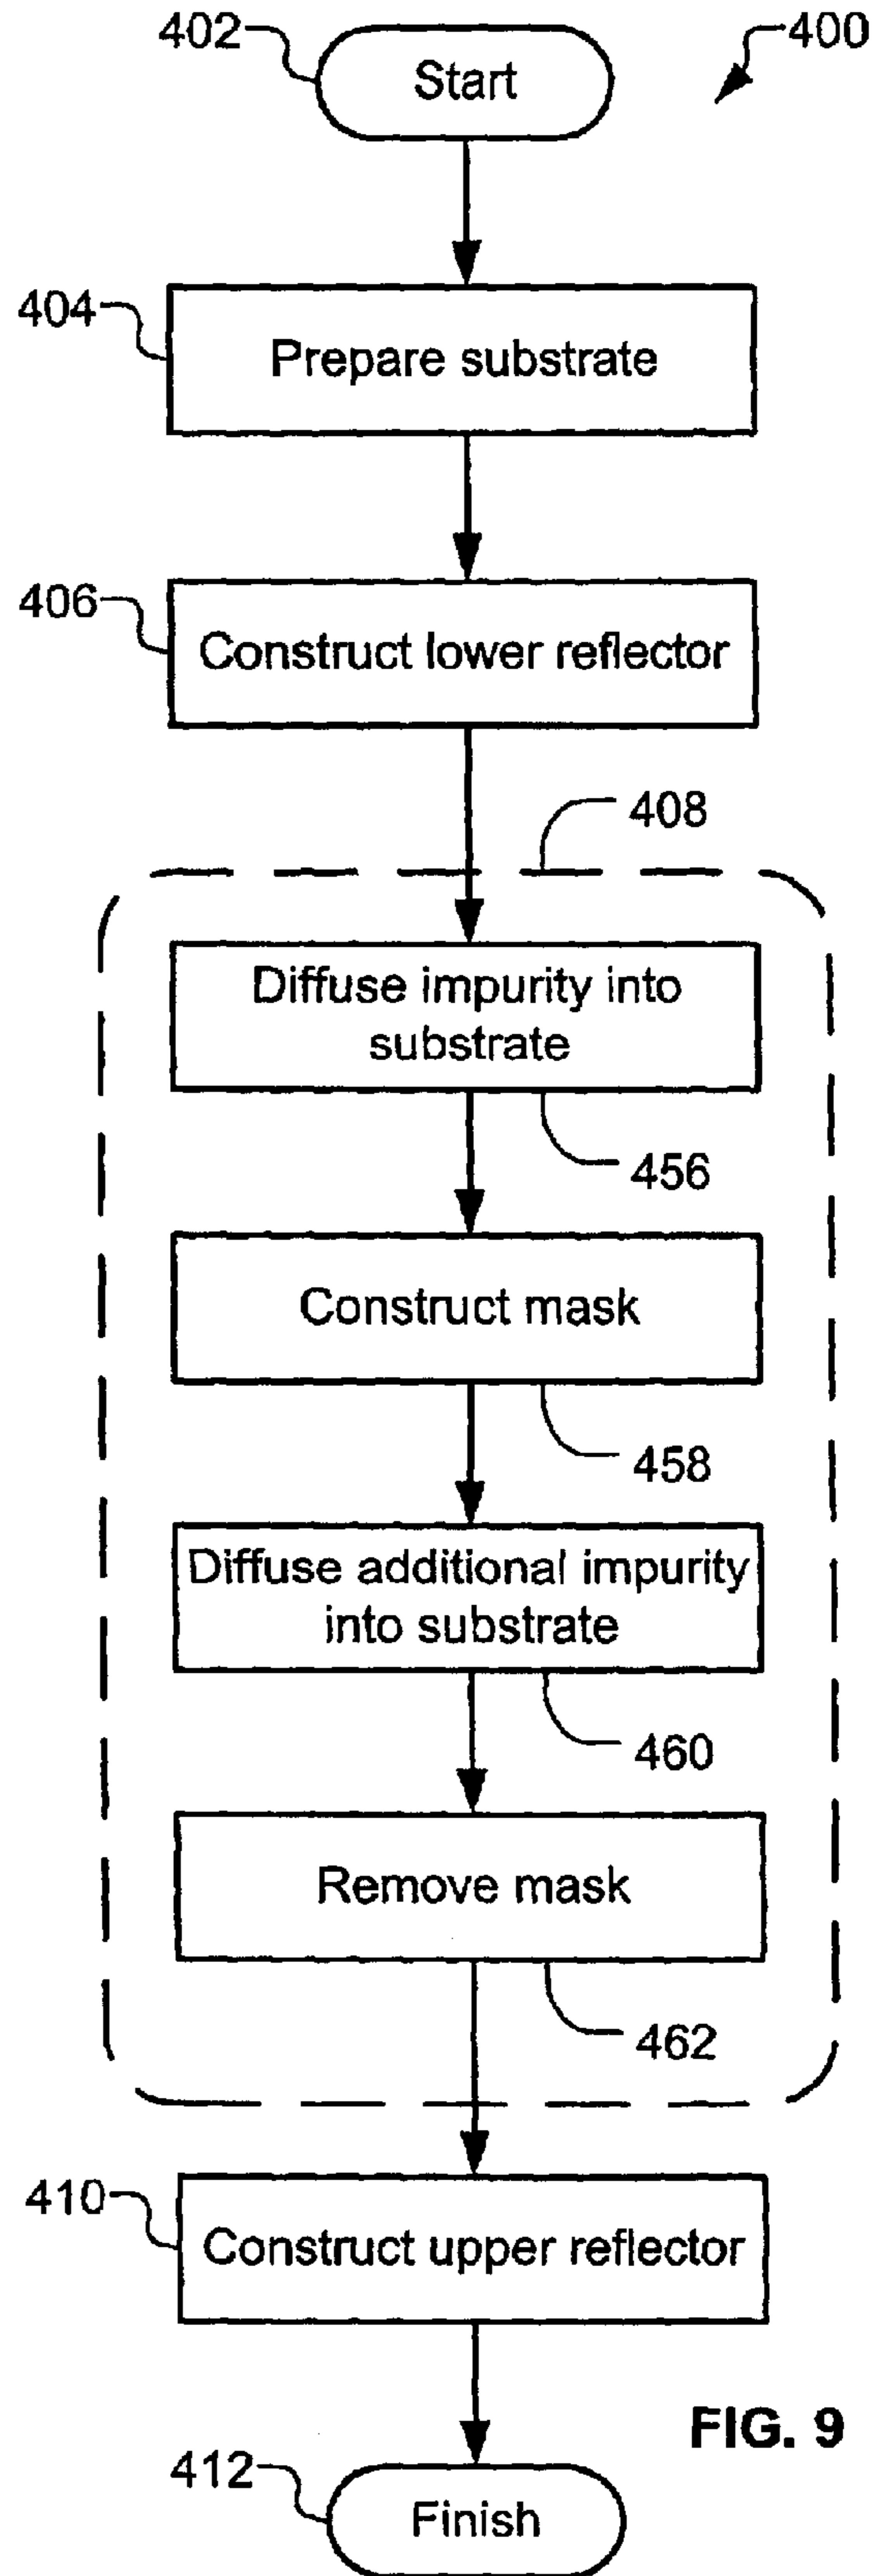 402
400
Start
404
Prepare substrate
406
Construct lower reflector
408
Diffuse impurity into
substrate
456
Construct mask
458
Diffuse additional impurity
into substrate
460
Remove mask
462
410
Construct upper reflector
FIG. 9
412
Finish